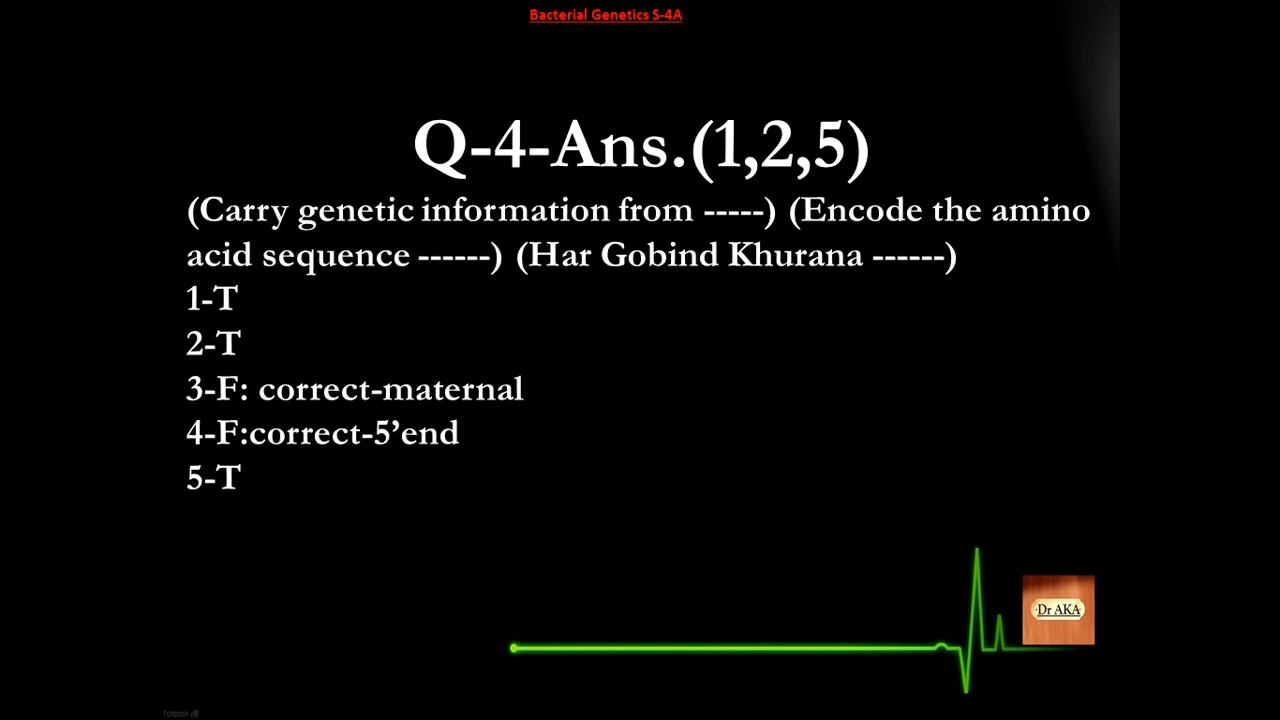 Bacterial Genetics S-4A
Q-4-Ans.(1,2,5)
(Carry genetic information from -----) (Encode the amino
acid sequence ------) (Har Gobind Khurana ------)
1-T
2-T
3-F: correct-maternal
4-F:correct-5’end
5-T
Dr AKA